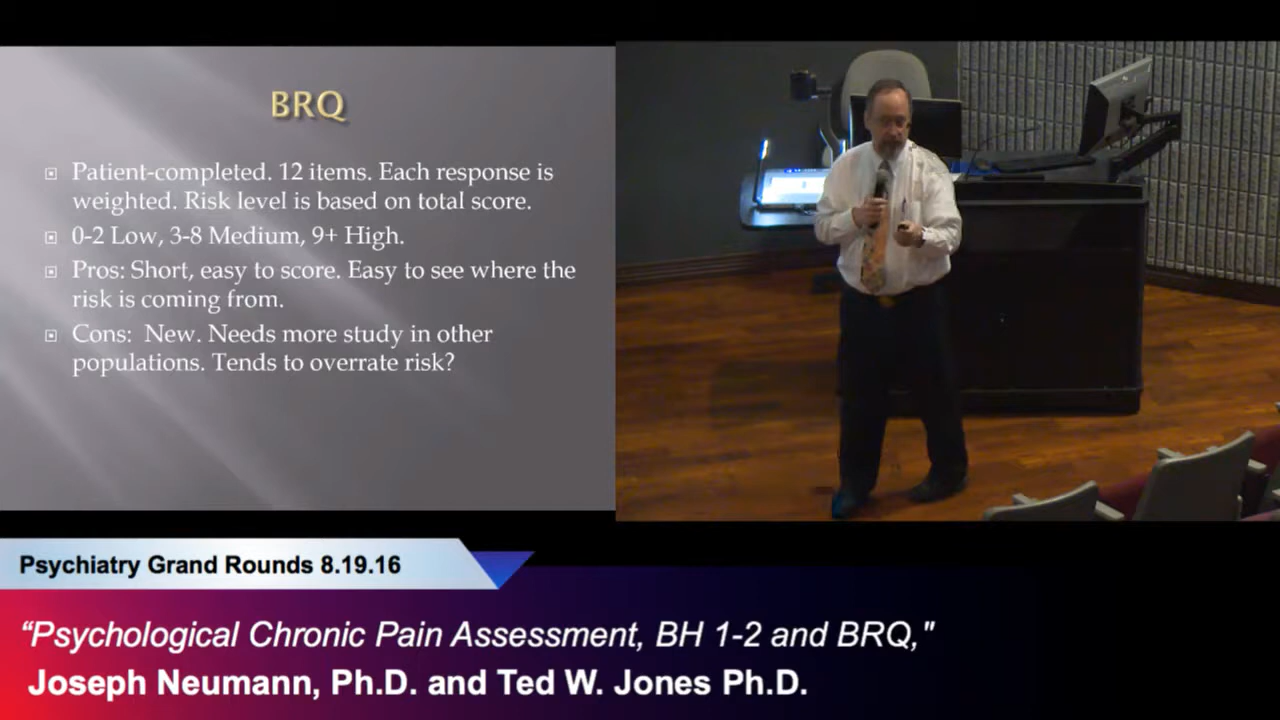 BRQ
Patient-completed. 12 items. Each response is
weighted. Risk level is based on total score.
0-2 Low, 3-8 Medium, 9+ High.
Pros: Short, easy to score. Easy to see where the
risk is coming from.
Cons: New. Needs more study in other
populations. Tends to overrate risk?
Psychiatry Grand Rounds 8.19.16
“Psychological Chronic Pain Assessment, BH 1-2 and BRQ,"
Joseph Neumann, Ph.D. and Ted W. Jones Ph.D.